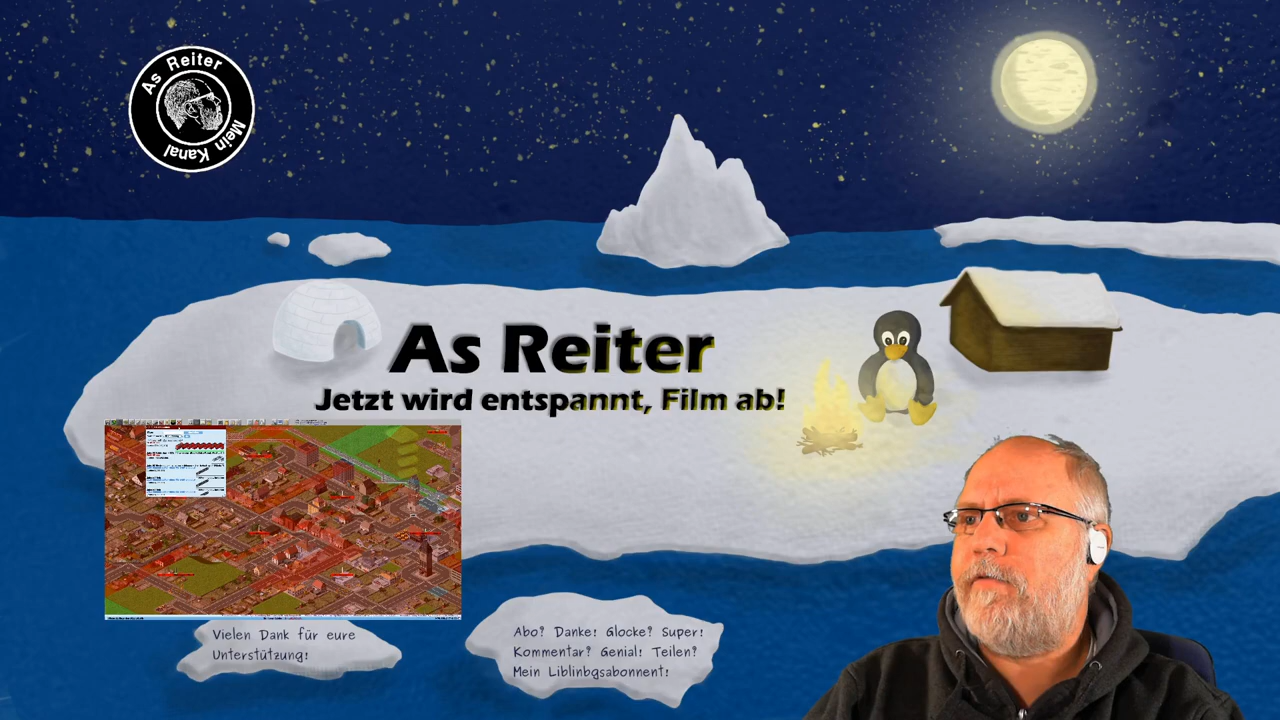 As Reiter
Mein Kanal
As Reiter
Jetzt wird entspannt, Film ab!
Vielen Dank für eure
Unterstützung!
Abo? Danke! Glocke? Super!
Kommentar? Genial! Teilen?
Mein Liblinbgsabonnent!